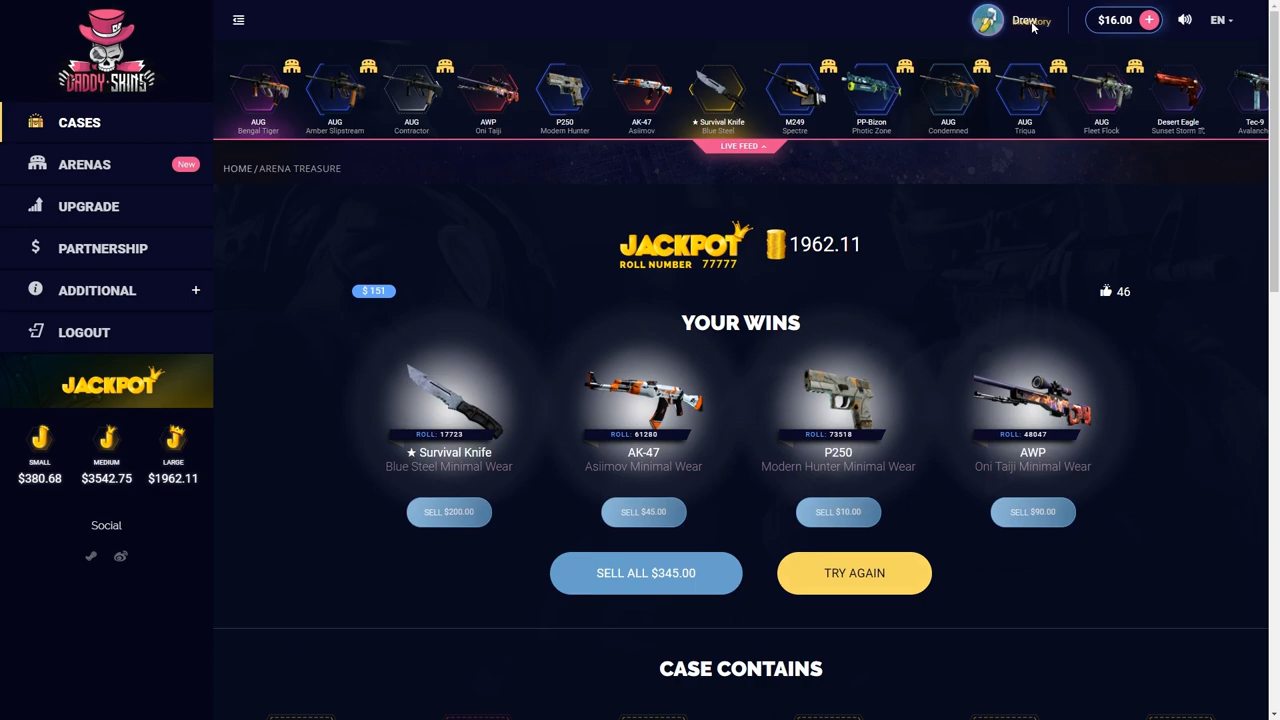 DADDY-SKINS
CASES
ARENAS New
UPGRADE
$ PARTNERSHIP
ADDITIONAL +
LOGOUT
JACKPOT
SMALL MEDIUM LARGE
$380.68 $3542.75 $1962.11
Social
Drew
$16.00 +
EN
AUG
Bengal Tiger
AUG
Amber Slipstream
AUG
Contractor
AWP
Oni Taiji
P250
Modern Hunter
AK-47
Asiimov
★ Survival Knife
Blue Steel
M249
Spectre
PP-Bizon
Photic Zone
AUG
Condemned
AUG
Triqua
AUG
Fleet Flock
Desert Eagle
Sunset Storm 弐
Tec-9
Avalanch
LIVE FEED
HOME / ARENA TREASURE
JACKPOT
ROLL NUMBER 77777
1962.11
$ 151
46
YOUR WINS
ROLL: 17723
★ Survival Knife
Blue Steel Minimal Wear
SELL $200.00
ROLL: 61280
AK-47
Asiimov Minimal Wear
SELL $45.00
ROLL: 73518
P250
Modern Hunter Minimal Wear
SELL $10.00
ROLL: 48047
AWP
Oni Taiji Minimal Wear
SELL $90.00
SELL ALL $345.00
TRY AGAIN
CASE CONTAINS